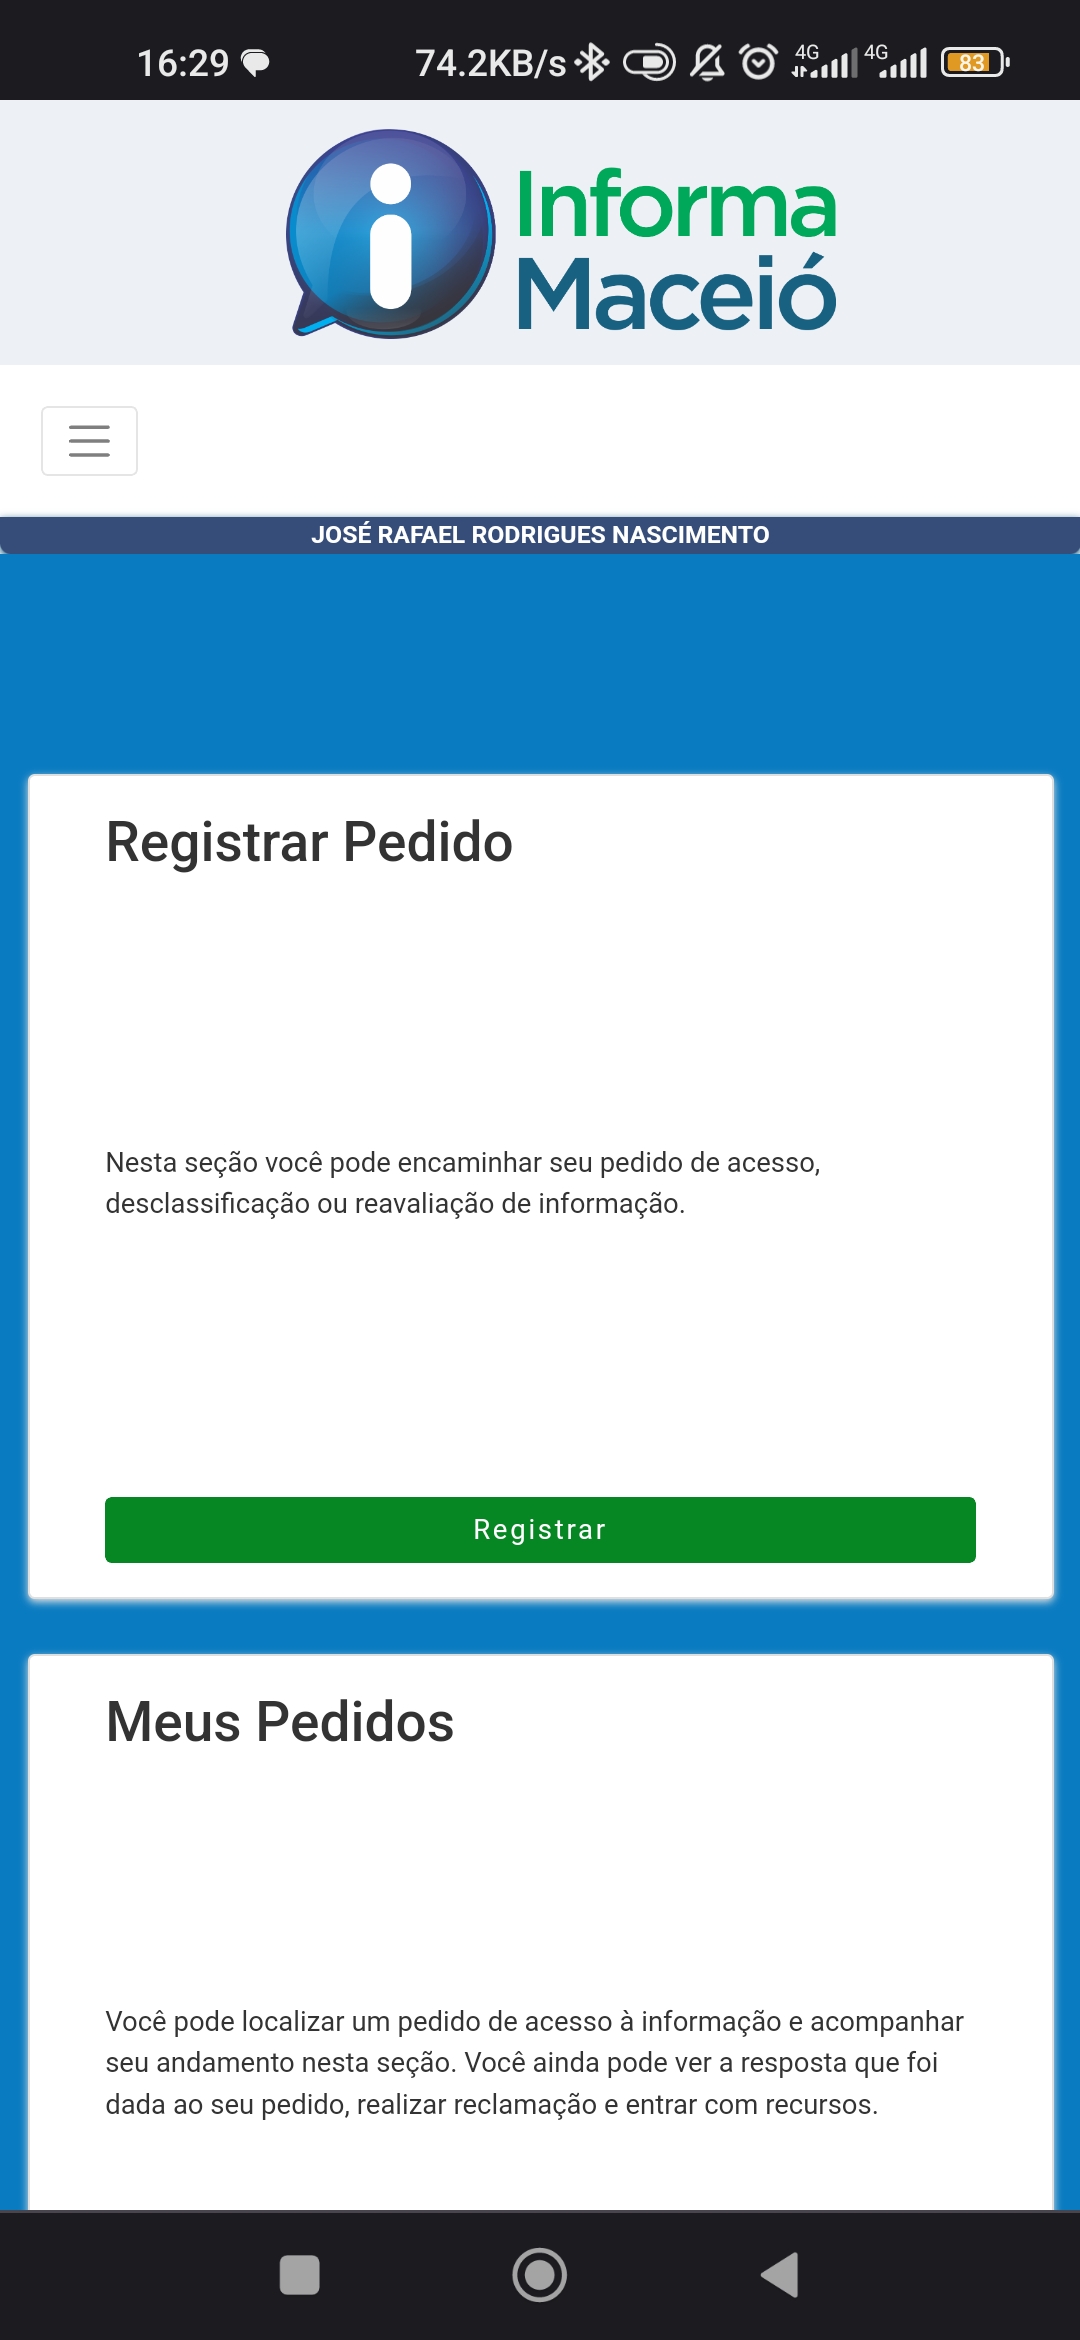 16:29 74.2KB/s 4G 4G 83
Informa
Maceió
JOSÉ RAFAEL RODRIGUES NASCIMENTO
Registrar Pedido
Nesta seção você pode encaminhar seu pedido de acesso,
desclassificação ou reavaliação de informação.
Registrar
Meus Pedidos
Você pode localizar um pedido de acesso à informação e acompanhar
seu andamento nesta seção. Você ainda pode ver a resposta que foi
dada ao seu pedido, realizar reclamação e entrar com recursos.